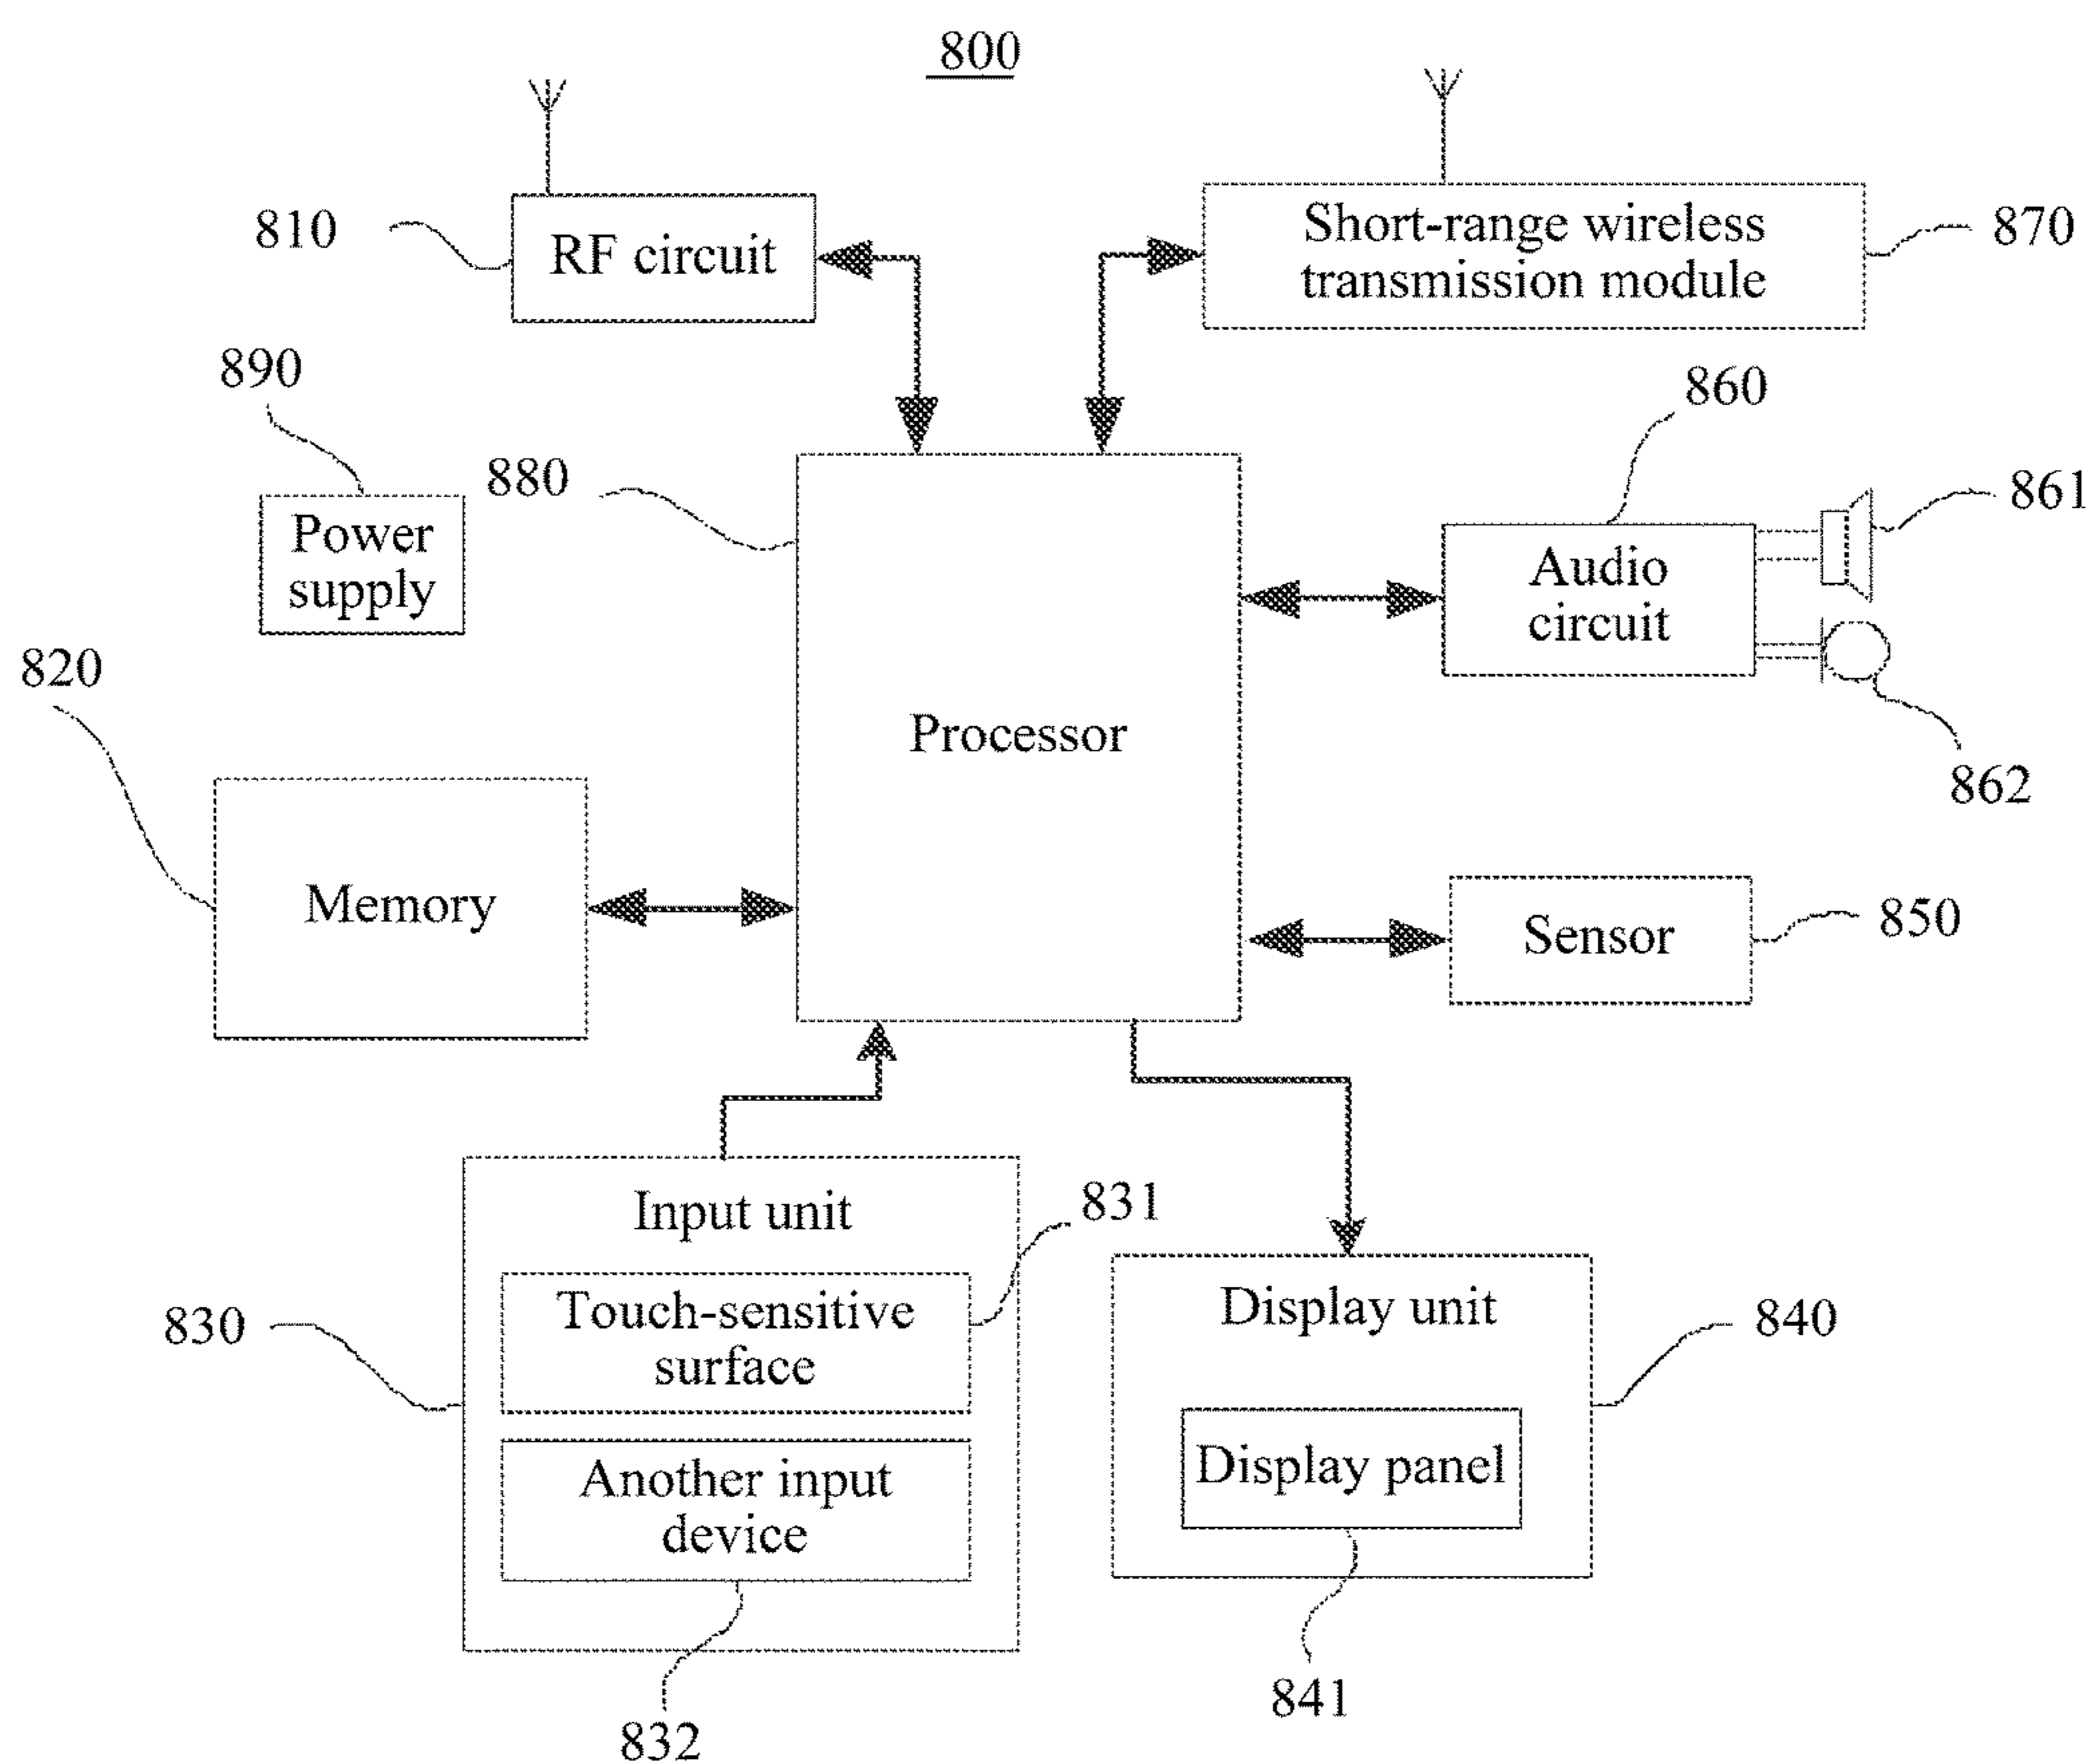 800
810
RF circuit
Short-range wireless
transmission module
870
890
Power
supply
880
Processor
860
Audio
circuit
861
862
820
Memory
Sensor
850
Input unit
831
Touch-sensitive
surface
830
Another input
device
832
Display unit
840
Display panel
841